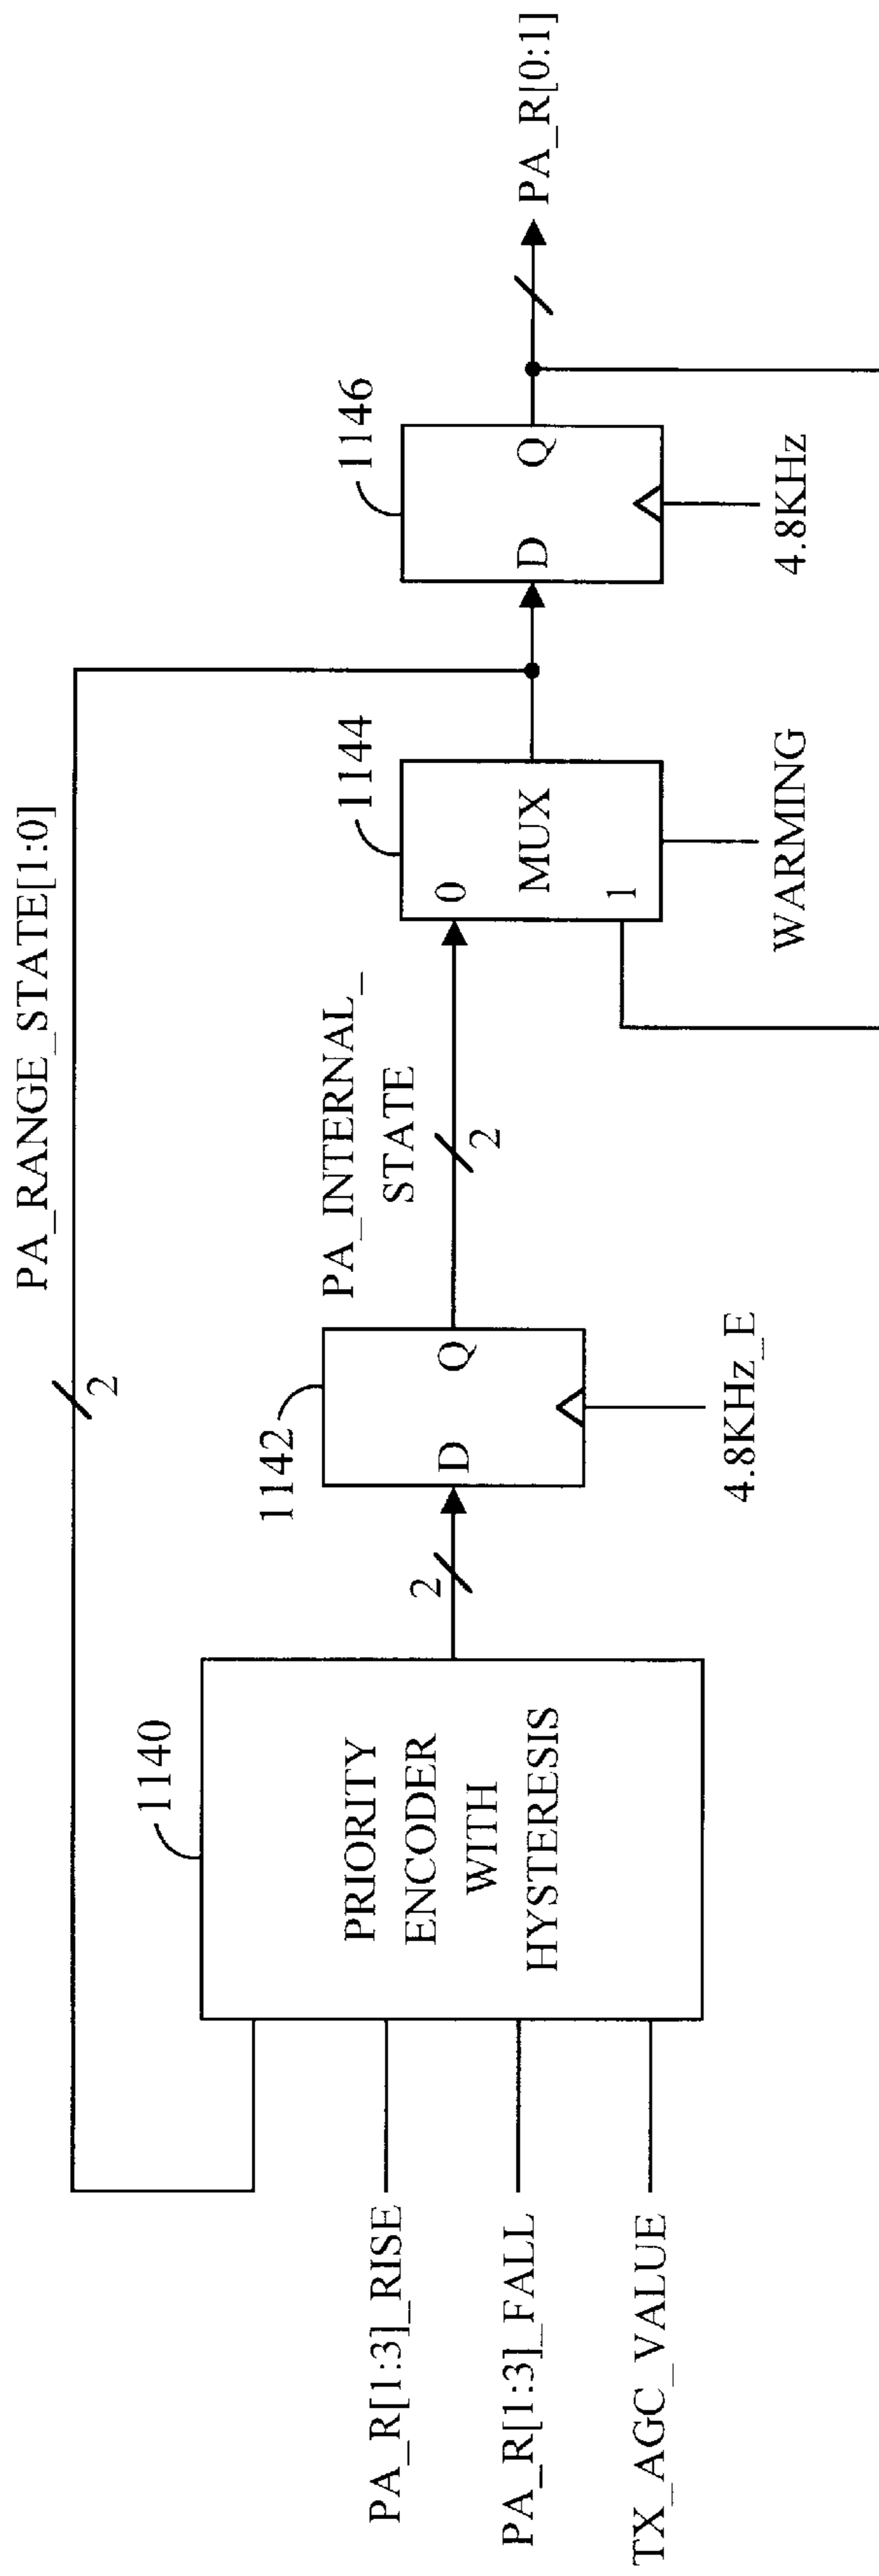 PA_RANGE_STATE[1:0]
2
1140
PRIORITY
ENCODER
WITH
HYSTERESIS
PA_R[1:3]_RISE
PA_R[1:3]_FALL
TX_AGC_VALUE
2
1142
D
Q
4.8KHz_E
PA_INTERNAL_
STATE
2
1144
0
MUX
1
WARMING
1146
D
Q
4.8KHz
PA_R[0:1]